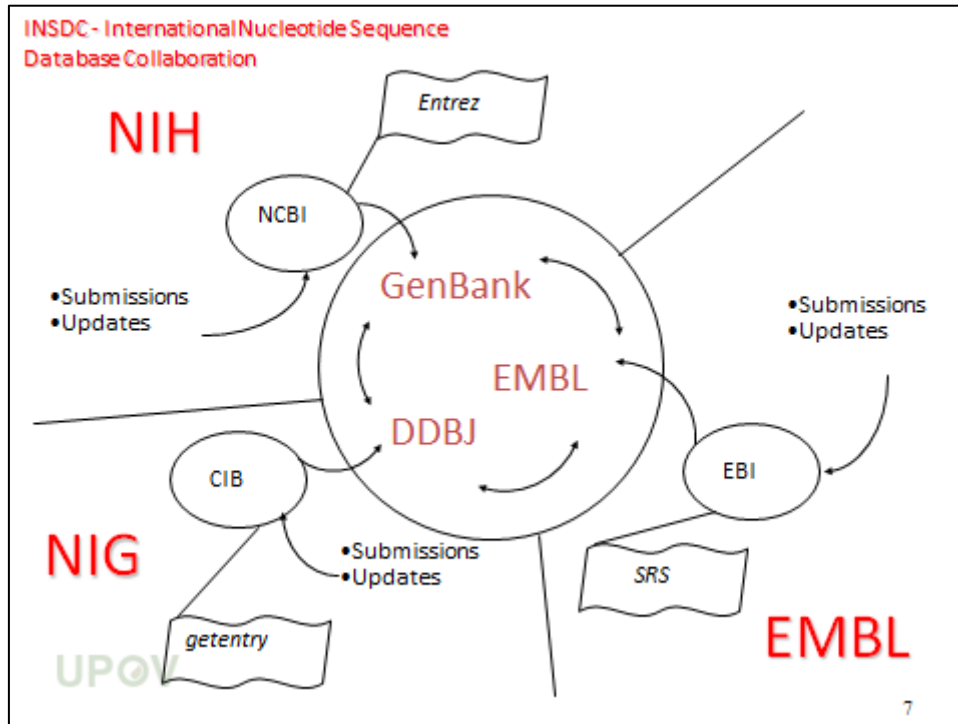 INSDC - International Nucleotide Sequence
Database Collaboration
NIH
Entrez
NCBI
•Submissions
•Updates
GenBank
EMBL
DDBJ
•Submissions
•Updates
EBI
SRS
EMBL
CIB
NIG
•Submissions
•Updates
getentry
UPOV
7